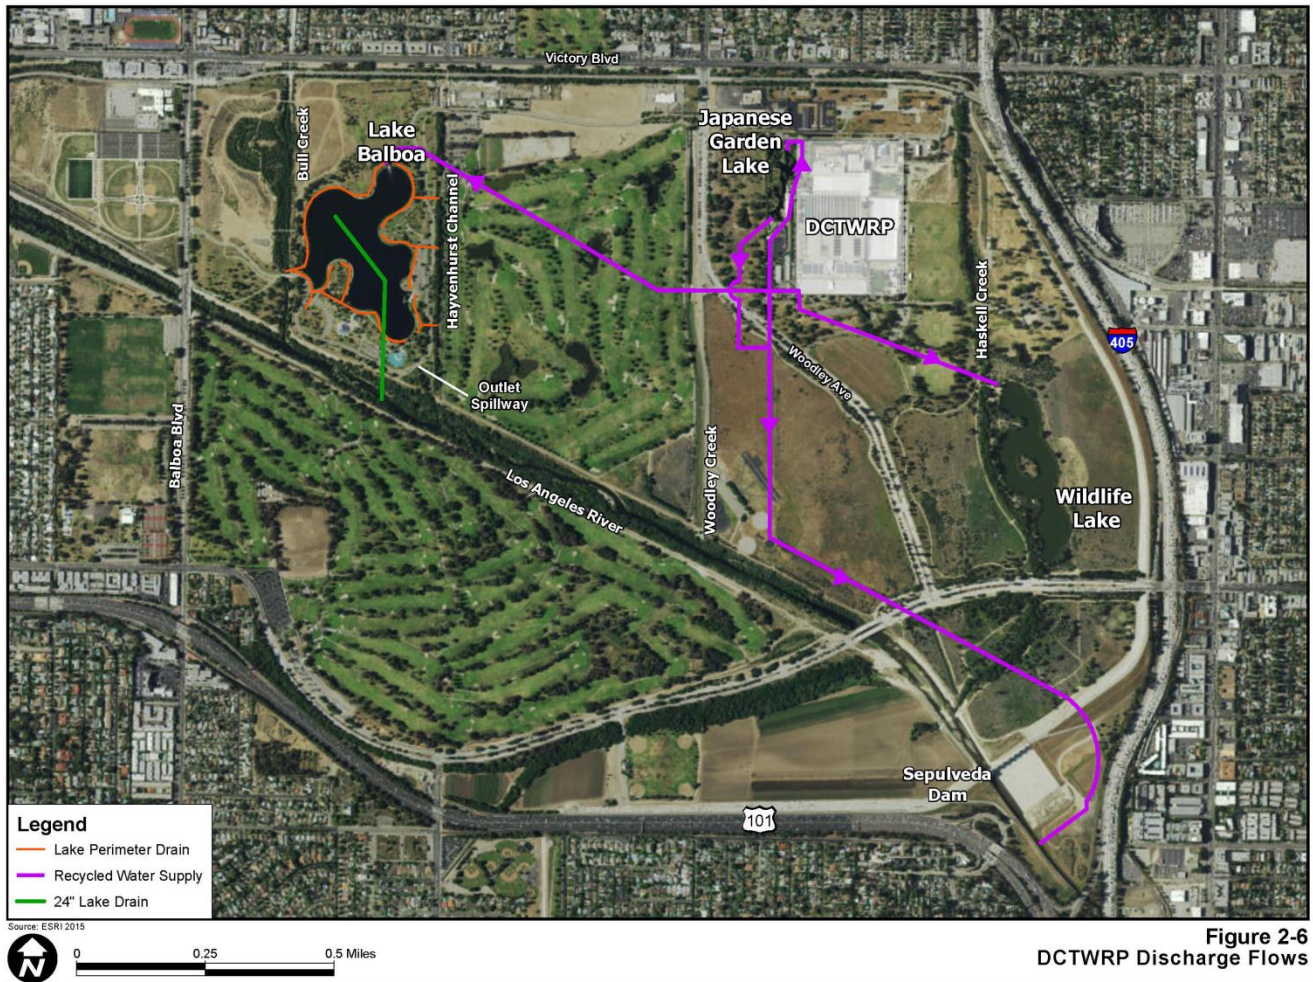 Victory Blvd
Bull Creek
Lake
Balboa
Japanese
Garden
Lake
Hayvenhurst Channel
DCTWRP
Haskell Creek
405
Woodley Ave
Outlet
Spillway
Balboa Blvd
Los Angeles River
Woodley Creek
Wildlife
Lake
Sepulveda
Dam
101
Legend
Lake Perimeter Drain
Recycled Water Supply
24" Lake Drain
Source: ESRI 2015
N
0 0.25 0.5 Miles
Figure 2-6
DCTWRP Discharge Flows